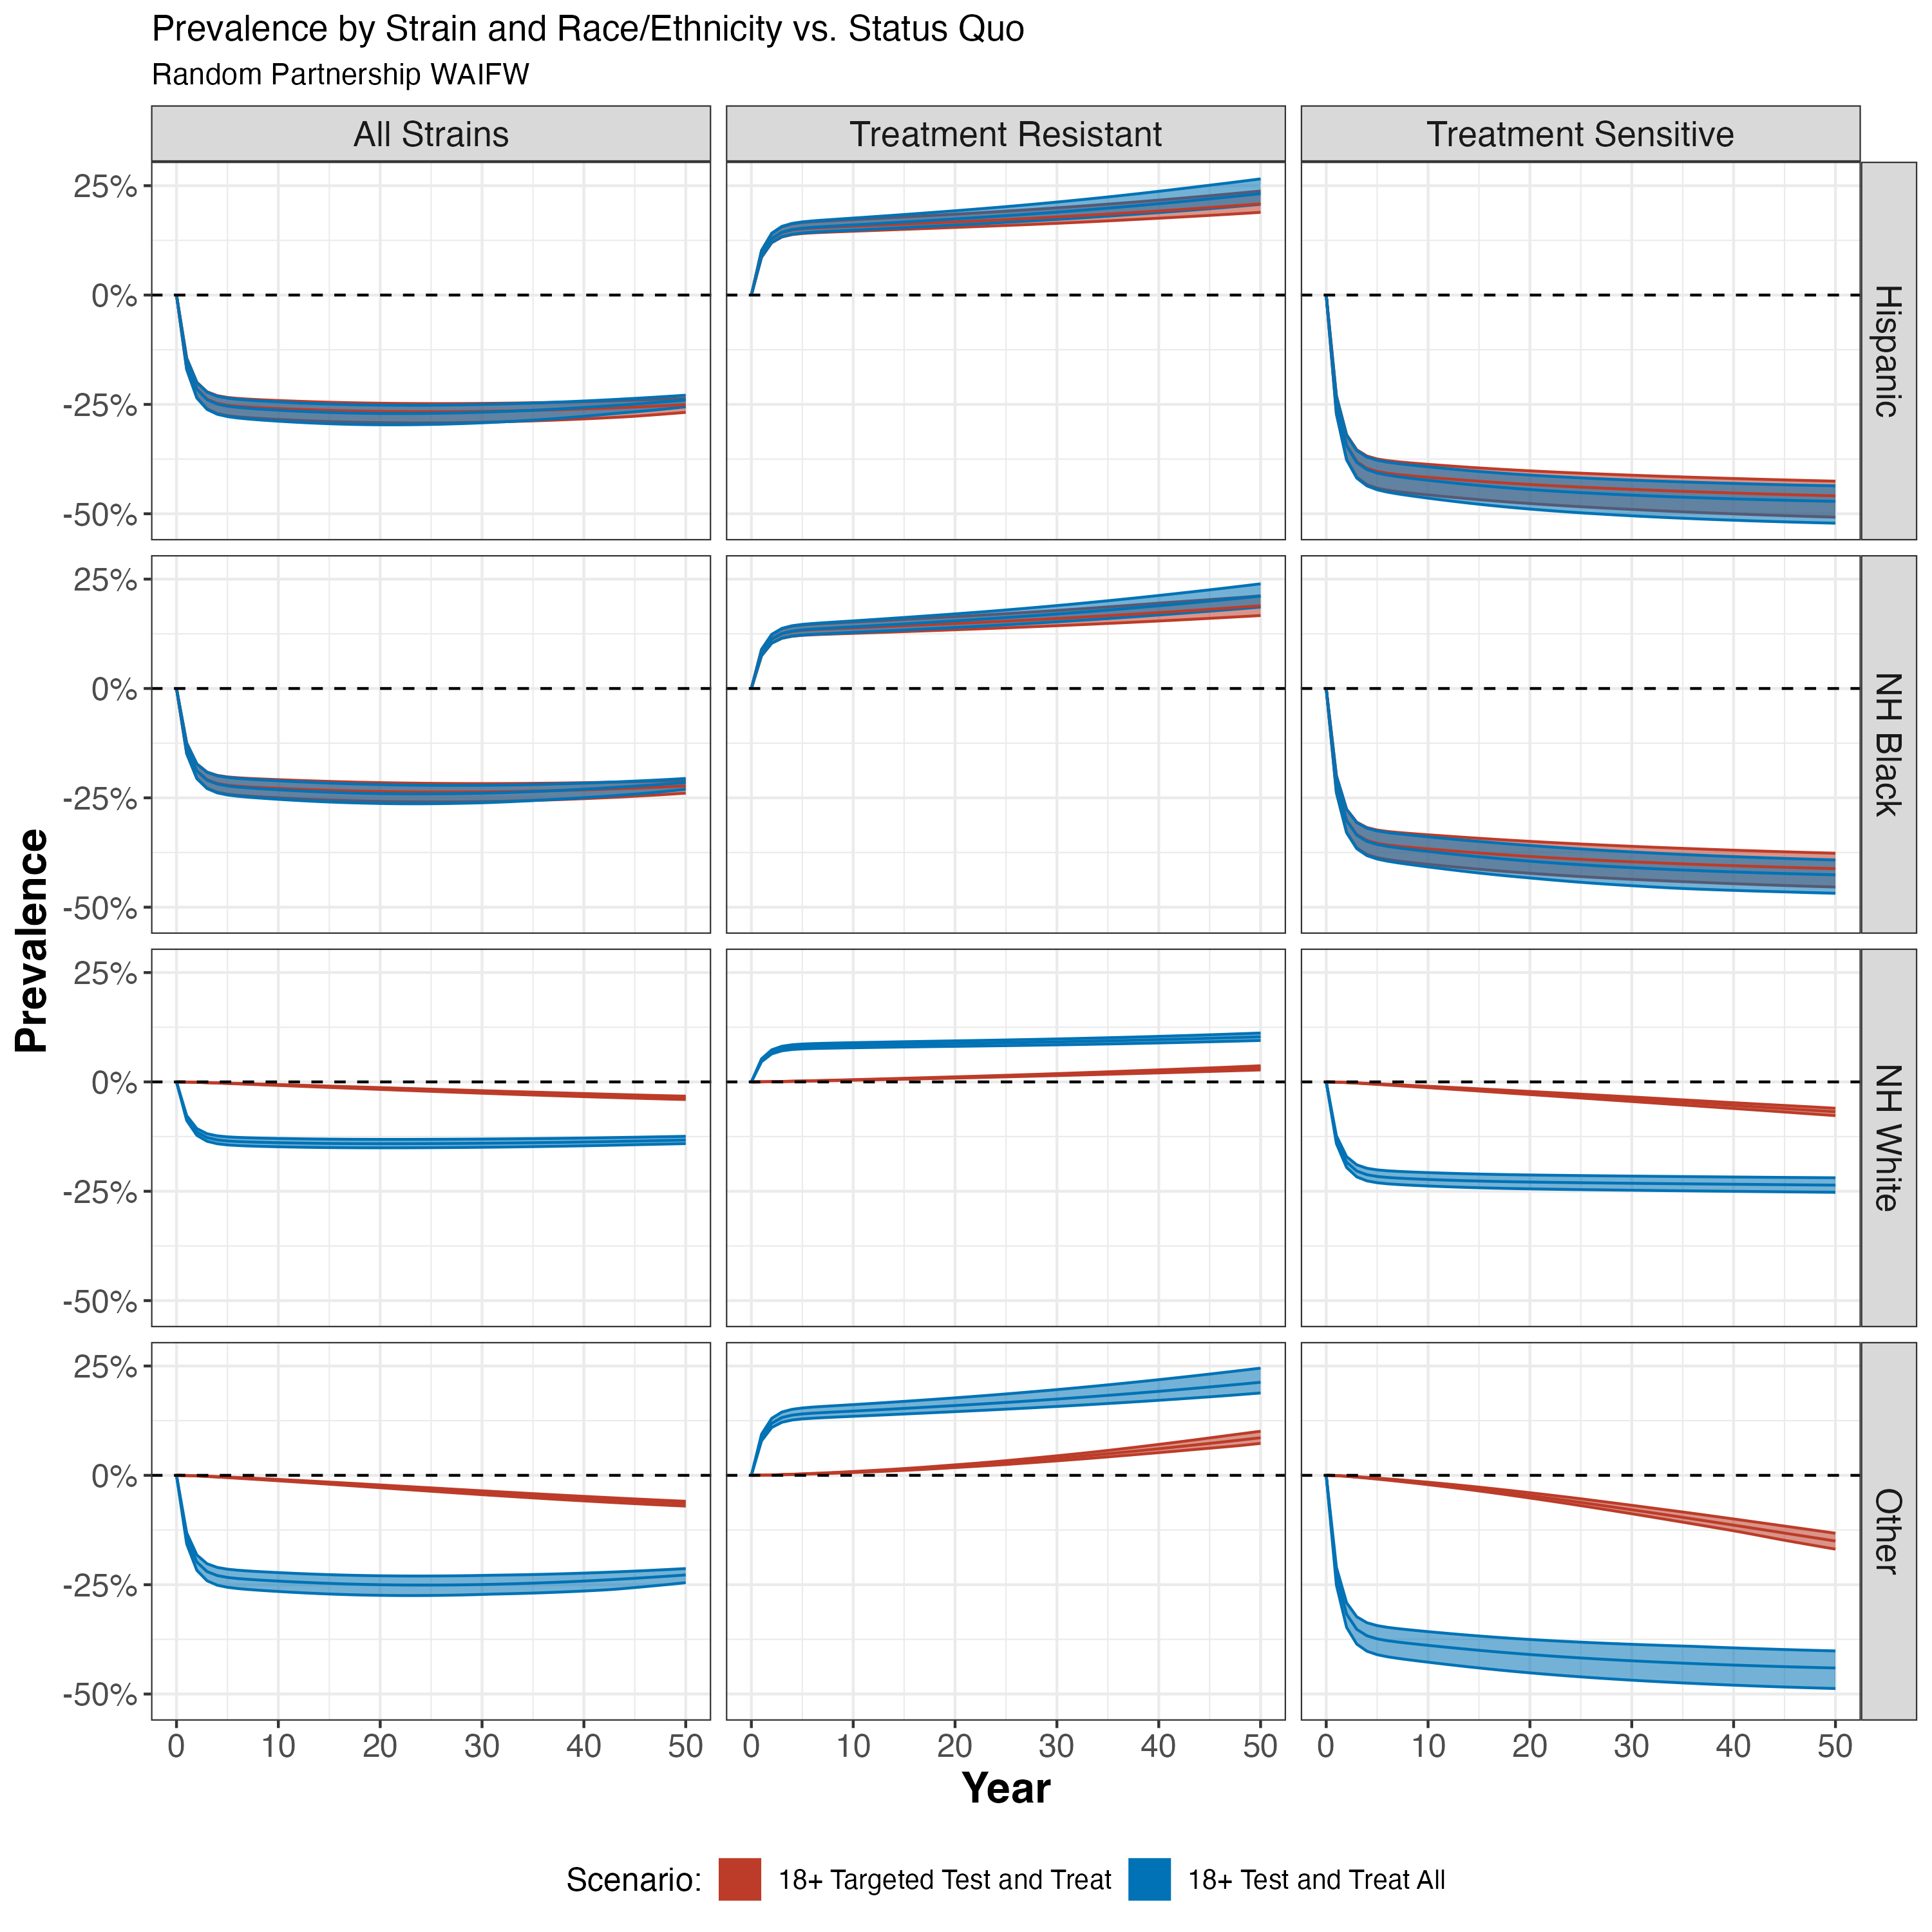 Prevalence by Strain and Race/Ethnicity vs. Status Quo
Random Partnership WAIFW
All Strains
Treatment Resistant
Treatment Sensitive
25%
0%
-25%
-50%
Hispanic
25%
0%
-25%
-50%
NH Black
25%
0%
-25%
-50%
NH White
25%
0%
-25%
-50%
Other
Prevalence
0 10 20 30 40 50
0 10 20 30 40 50
0 10 20 30 40 50
Year
Scenario: 18+ Targeted Test and Treat 18+ Test and Treat All